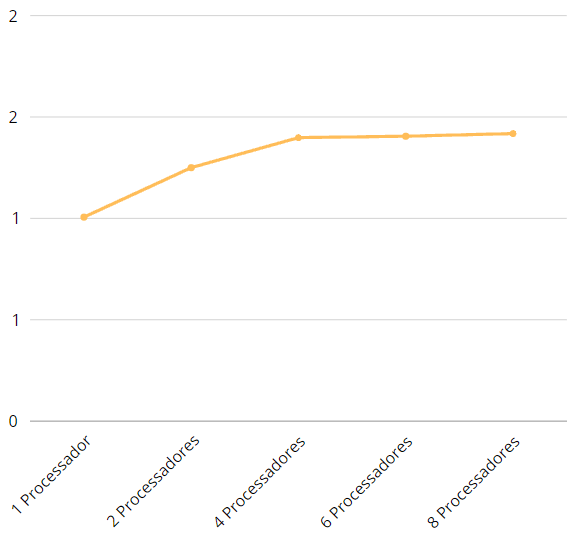 2
2
1
1
0
1 Processador
2 Processadores
4 Processadores
6 Processadores
8 Processadores